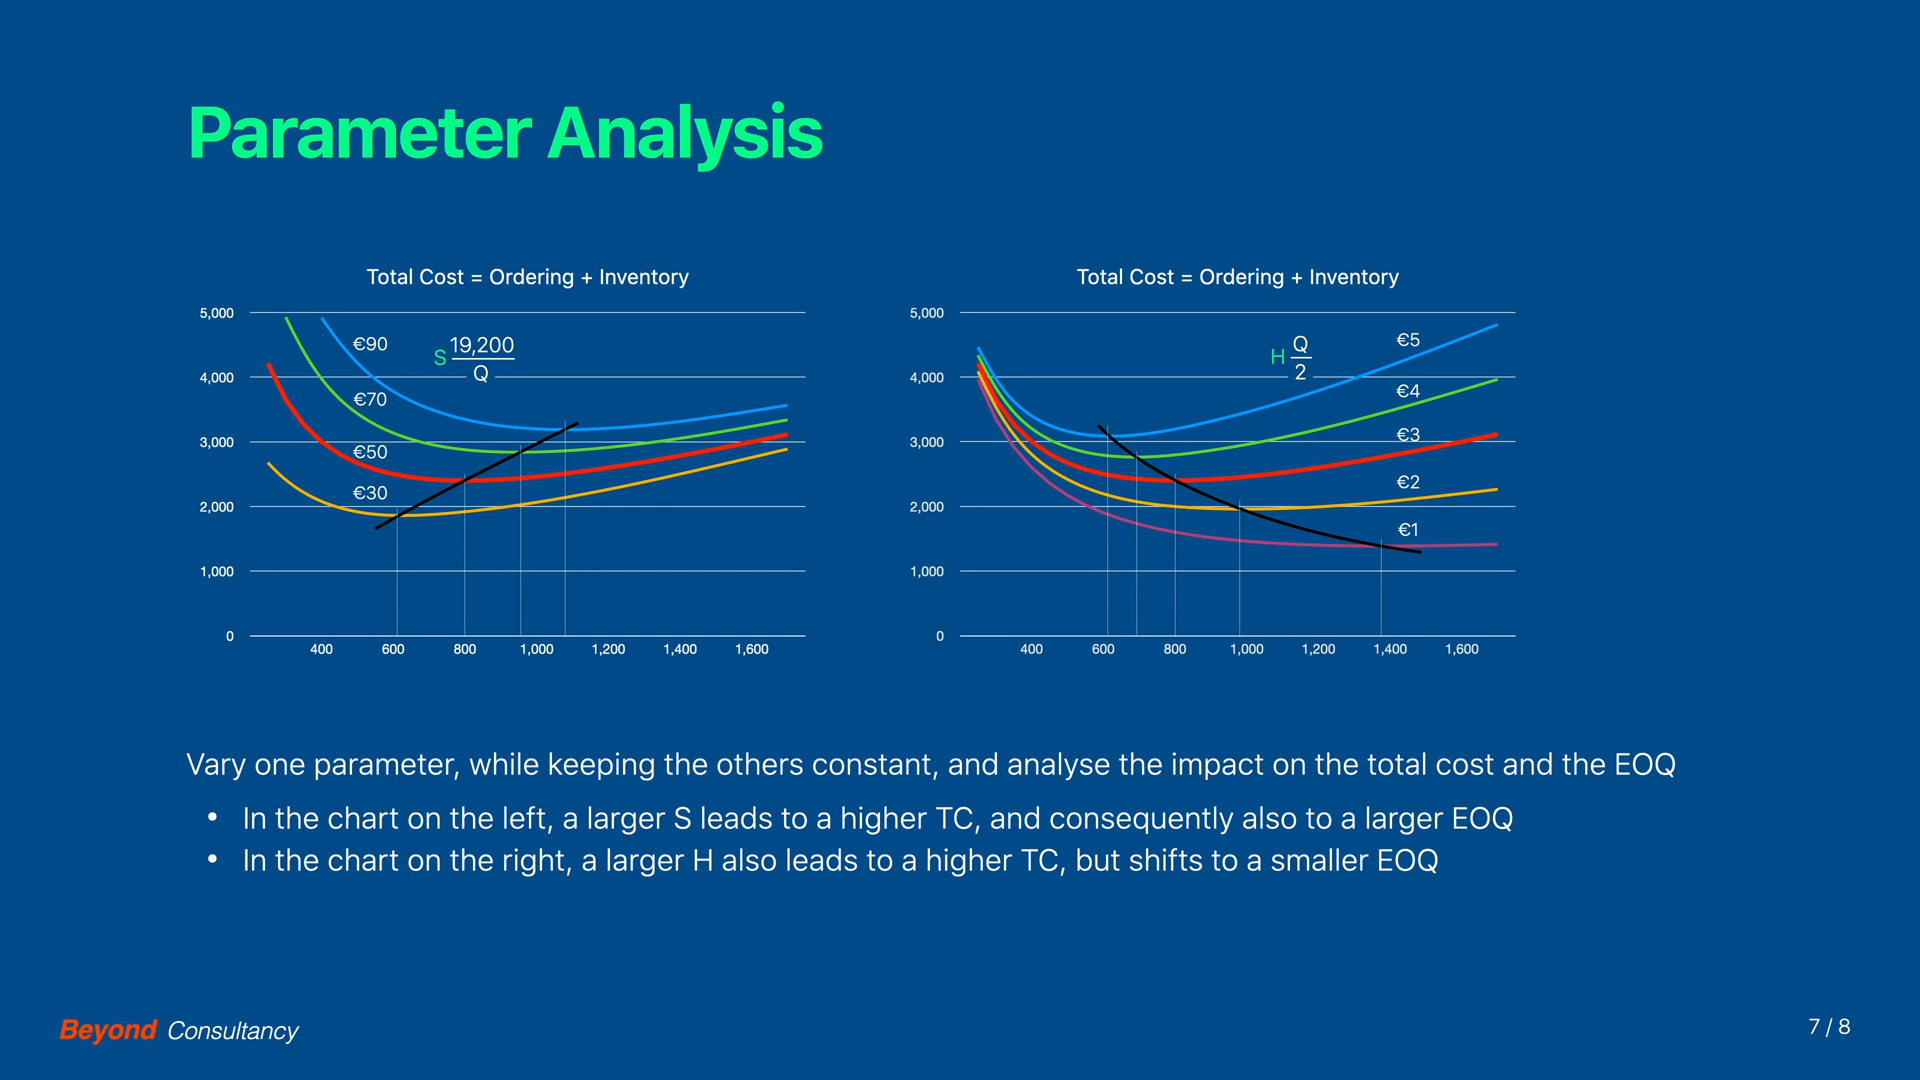 Parameter Analysis
Total Cost = Ordering + Inventory
5,000
4,000
3,000
2,000
1,000
0
€90
€70
€50
€30
S 19,200
Q
400 600 800 1,000 1,200 1,400 1,600
Total Cost = Ordering + Inventory
5,000
4,000
3,000
2,000
1,000
0
H Q
2
€5
€4
€3
€2
€1
400 600 800 1,000 1,200 1,400 1,600
Vary one parameter, while keeping the others constant, and analyse the impact on the total cost and the EOQ
• In the chart on the left, a larger S leads to a higher TC, and consequently also to a larger EOQ
• In the chart on the right, a larger H also leads to a higher TC, but shifts to a smaller EOQ
Beyond Consultancy
7 / 8